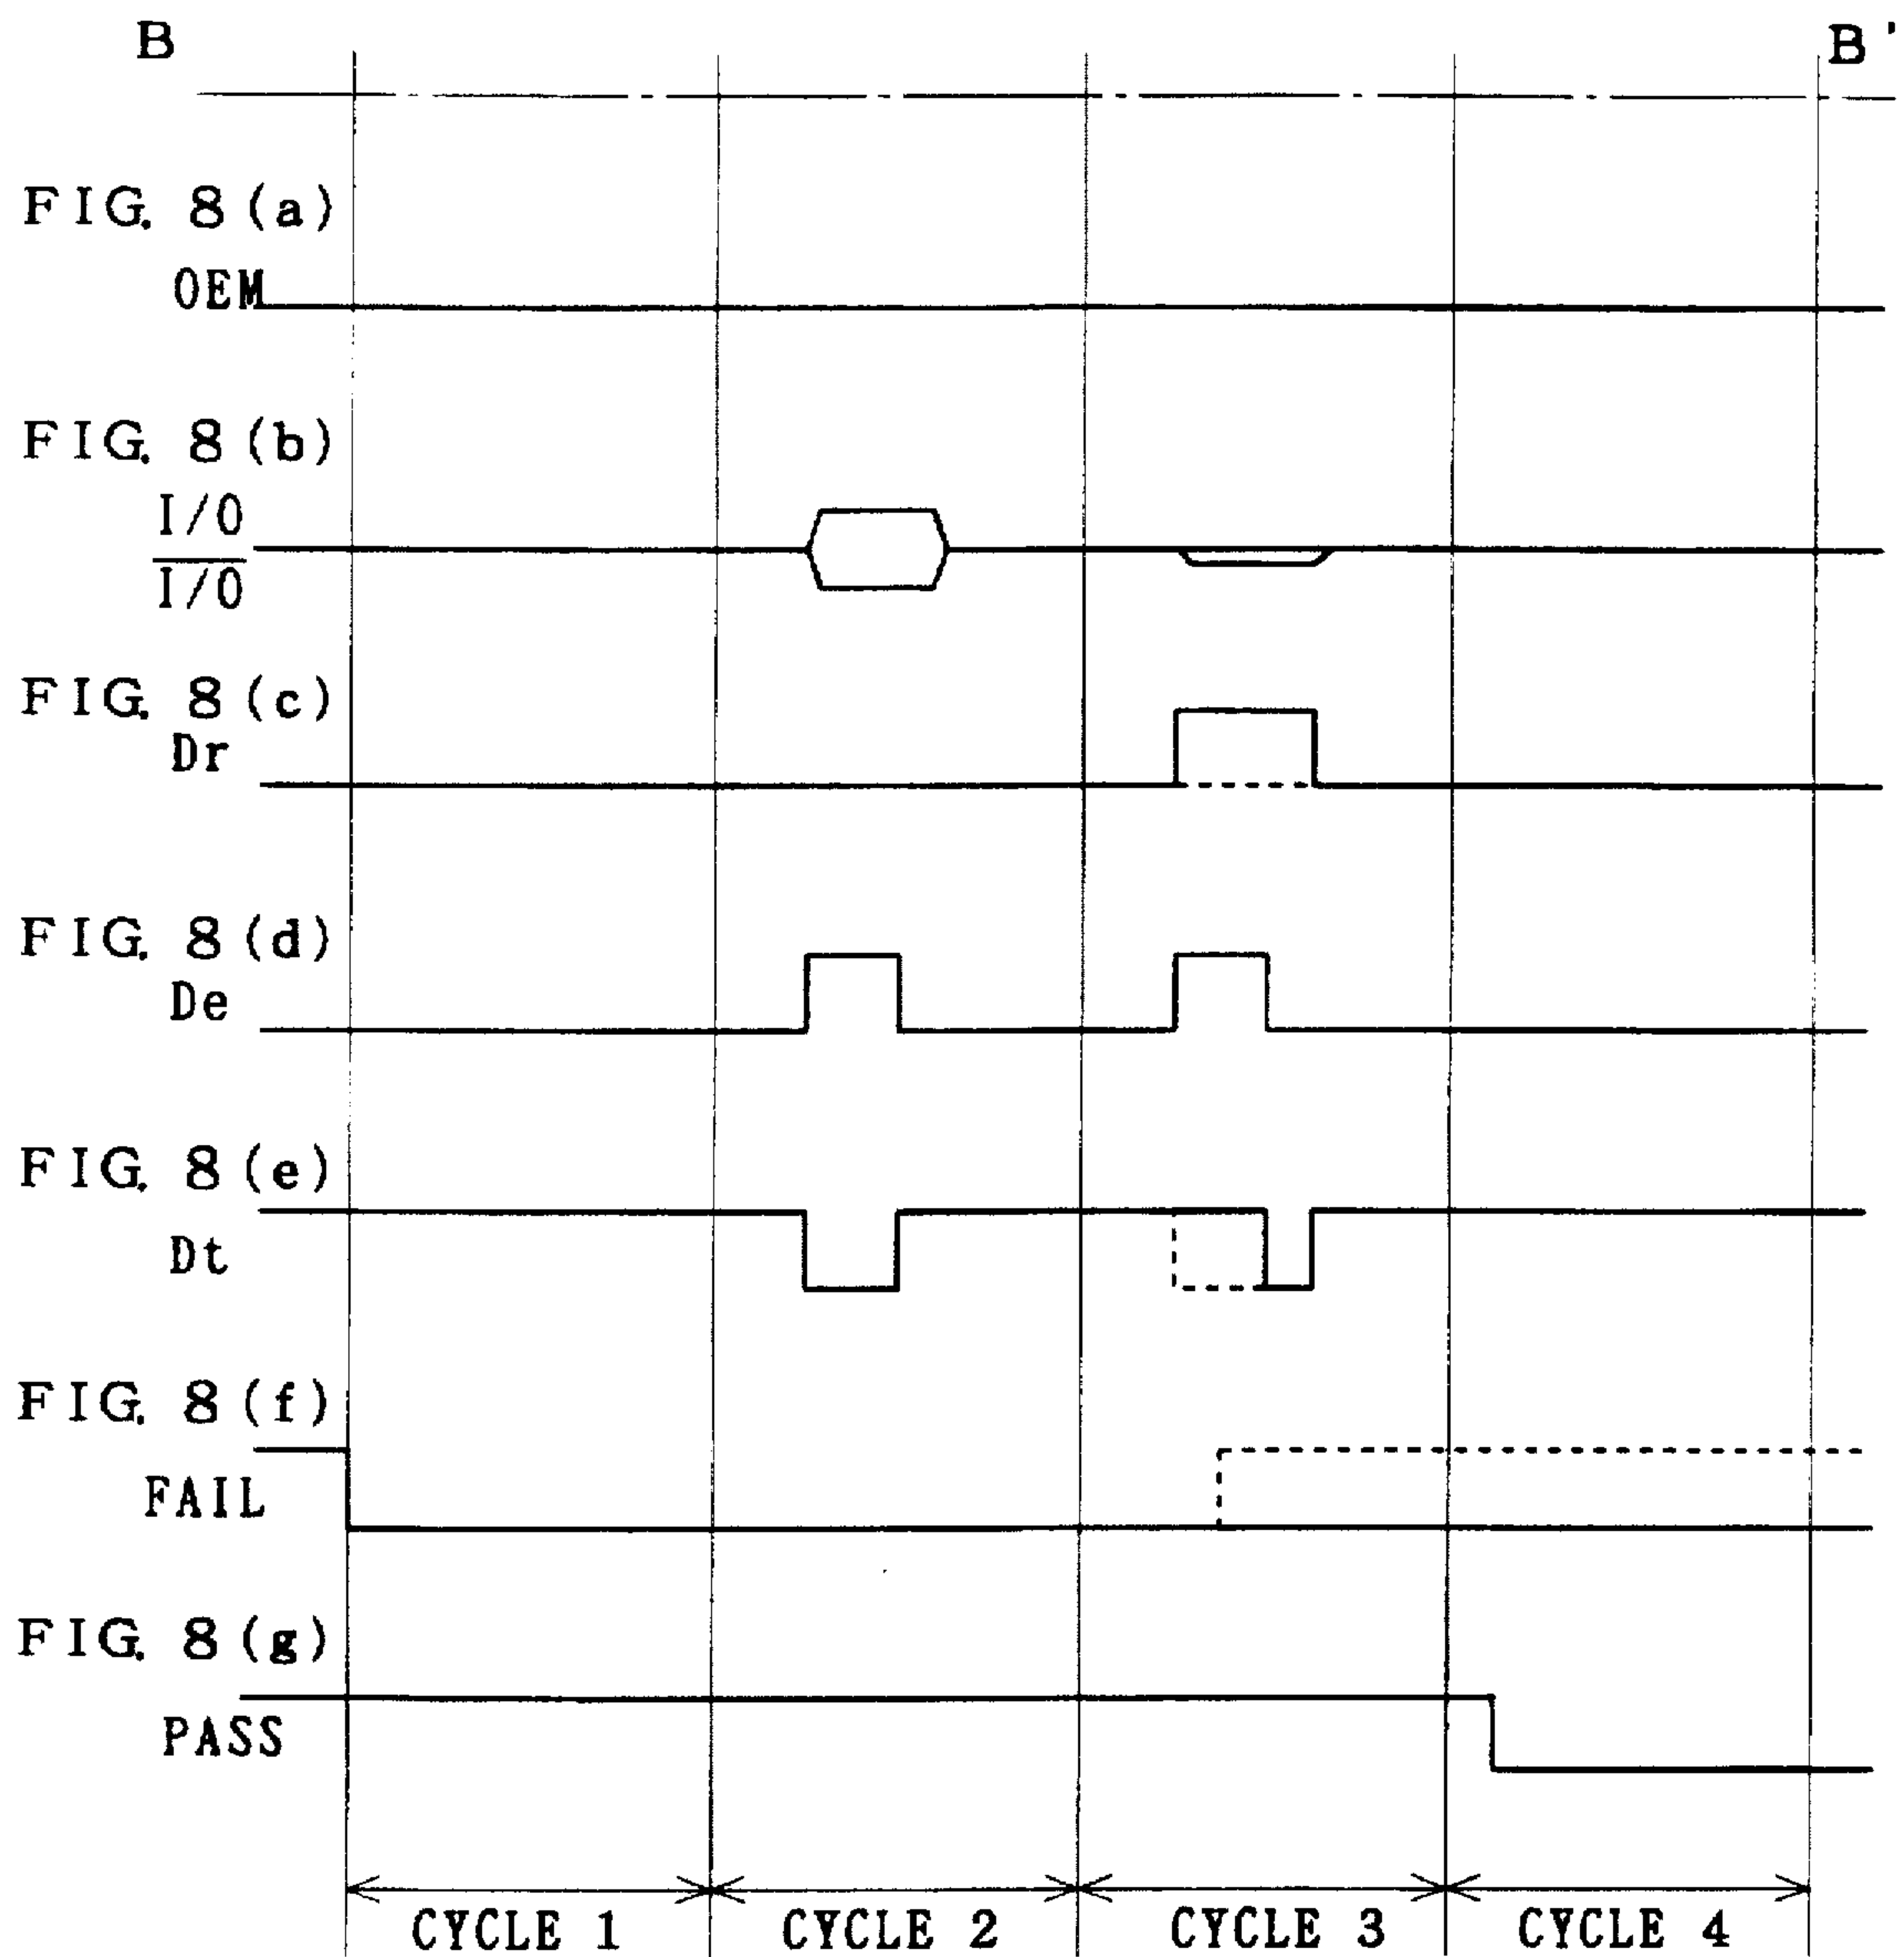 B B'
FIG. 8 (a)
OEM
FIG. 8 (b)
I/O
I/O
FIG. 8 (c)
Dr
FIG. 8 (d)
De
FIG. 8 (e)
Dt
FIG. 8 (f)
FAIL
FIG. 8 (g)
PASS
CYCLE 1 CYCLE 2 CYCLE 3 CYCLE 4